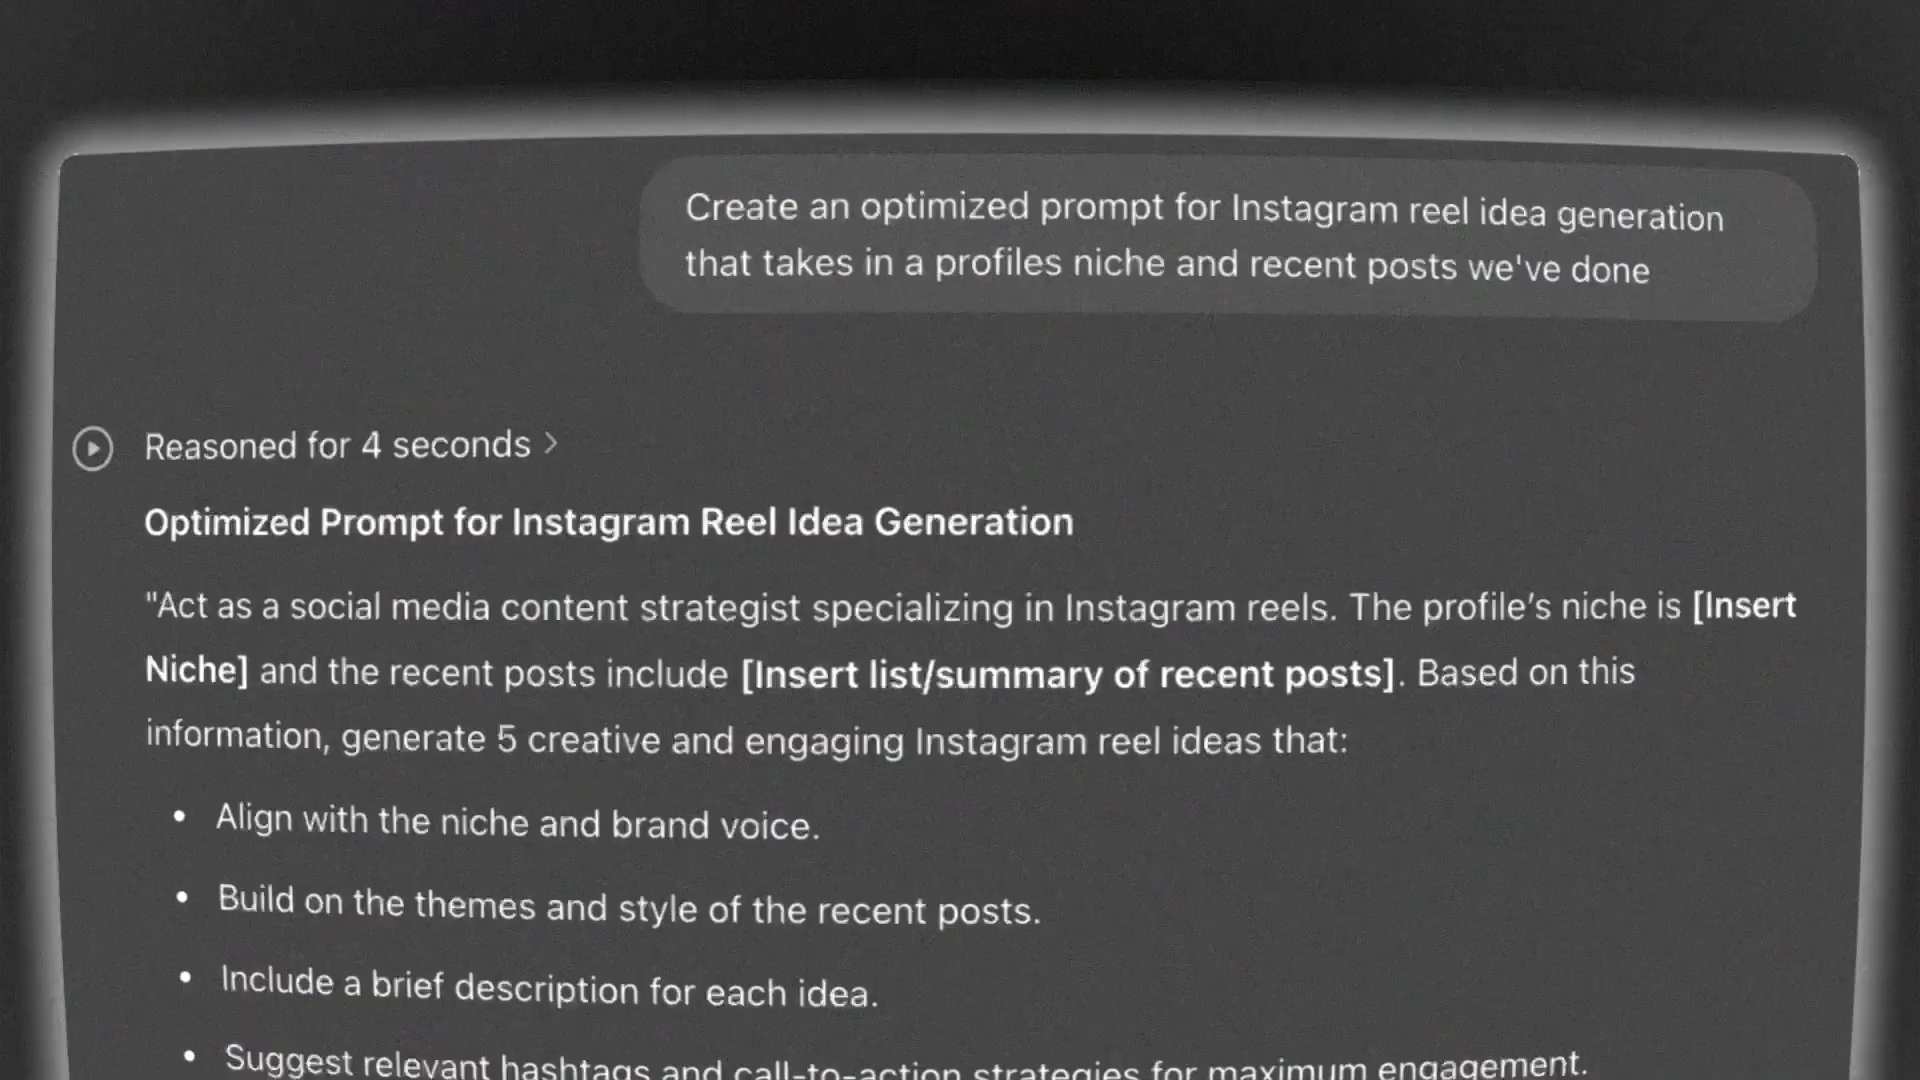 Create an optimized prompt for Instagram reel idea generation
that takes in a profiles niche and recent posts we've done
Reasoned for 4 seconds >
Optimized Prompt for Instagram Reel Idea Generation
"Act as a social media content strategist specializing in Instagram reels. The profile’s niche is [Insert
Niche] and the recent posts include [Insert list/summary of recent posts]. Based on this
information, generate 5 creative and engaging Instagram reel ideas that:
• Align with the niche and brand voice.
• Build on the themes and style of the recent posts.
• Include a brief description for each idea.
• Suggest relevant hashtags and call-to-action strategies for maximum engagement.